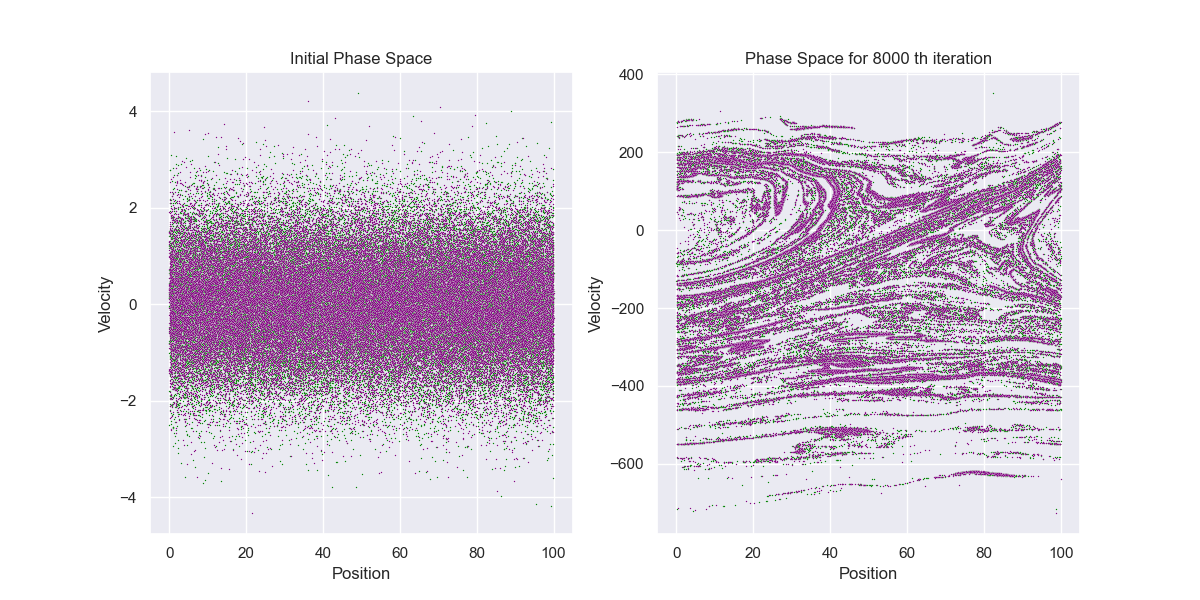 Initial Phase Space
4
2
0
−2
−4
Velocity
0 20 40 60 80 100
Position
Phase Space for 8000 th iteration
400
200
0
−200
−400
−600
Velocity
0 20 40 60 80 100
Position